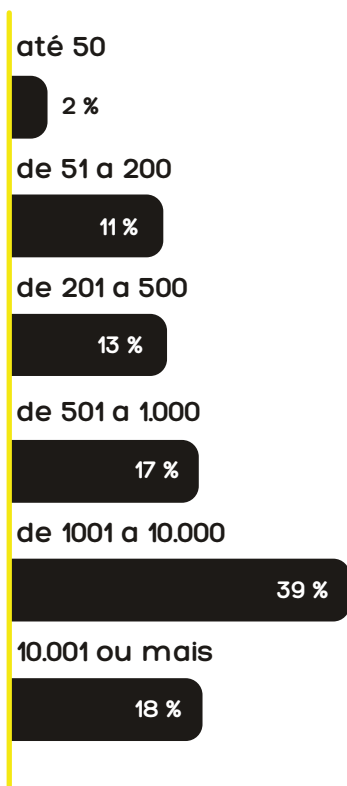 até 50
2 %
de 51 a 200
11 %
de 201 a 500
13 %
de 501 a 1.000
17 %
de 1001 a 10.000
39 %
10.001 ou mais
18 %